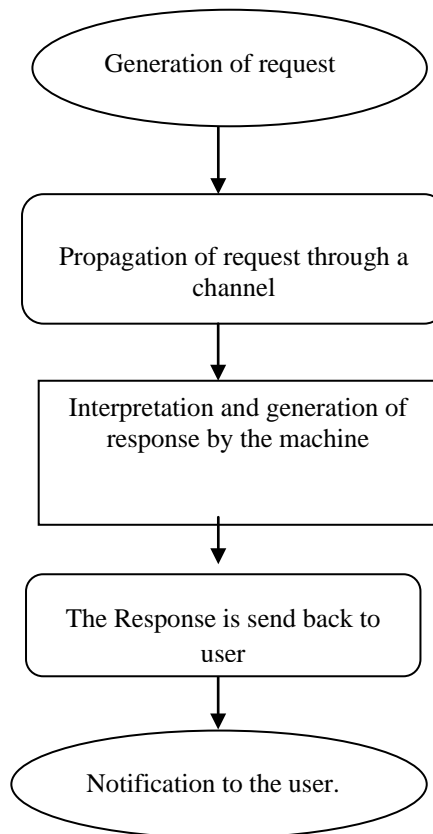 Generation of request
Propagation of request through a
channel
Interpretation and generation of
response by the machine
The Response is send back to
user
Notification to the user.